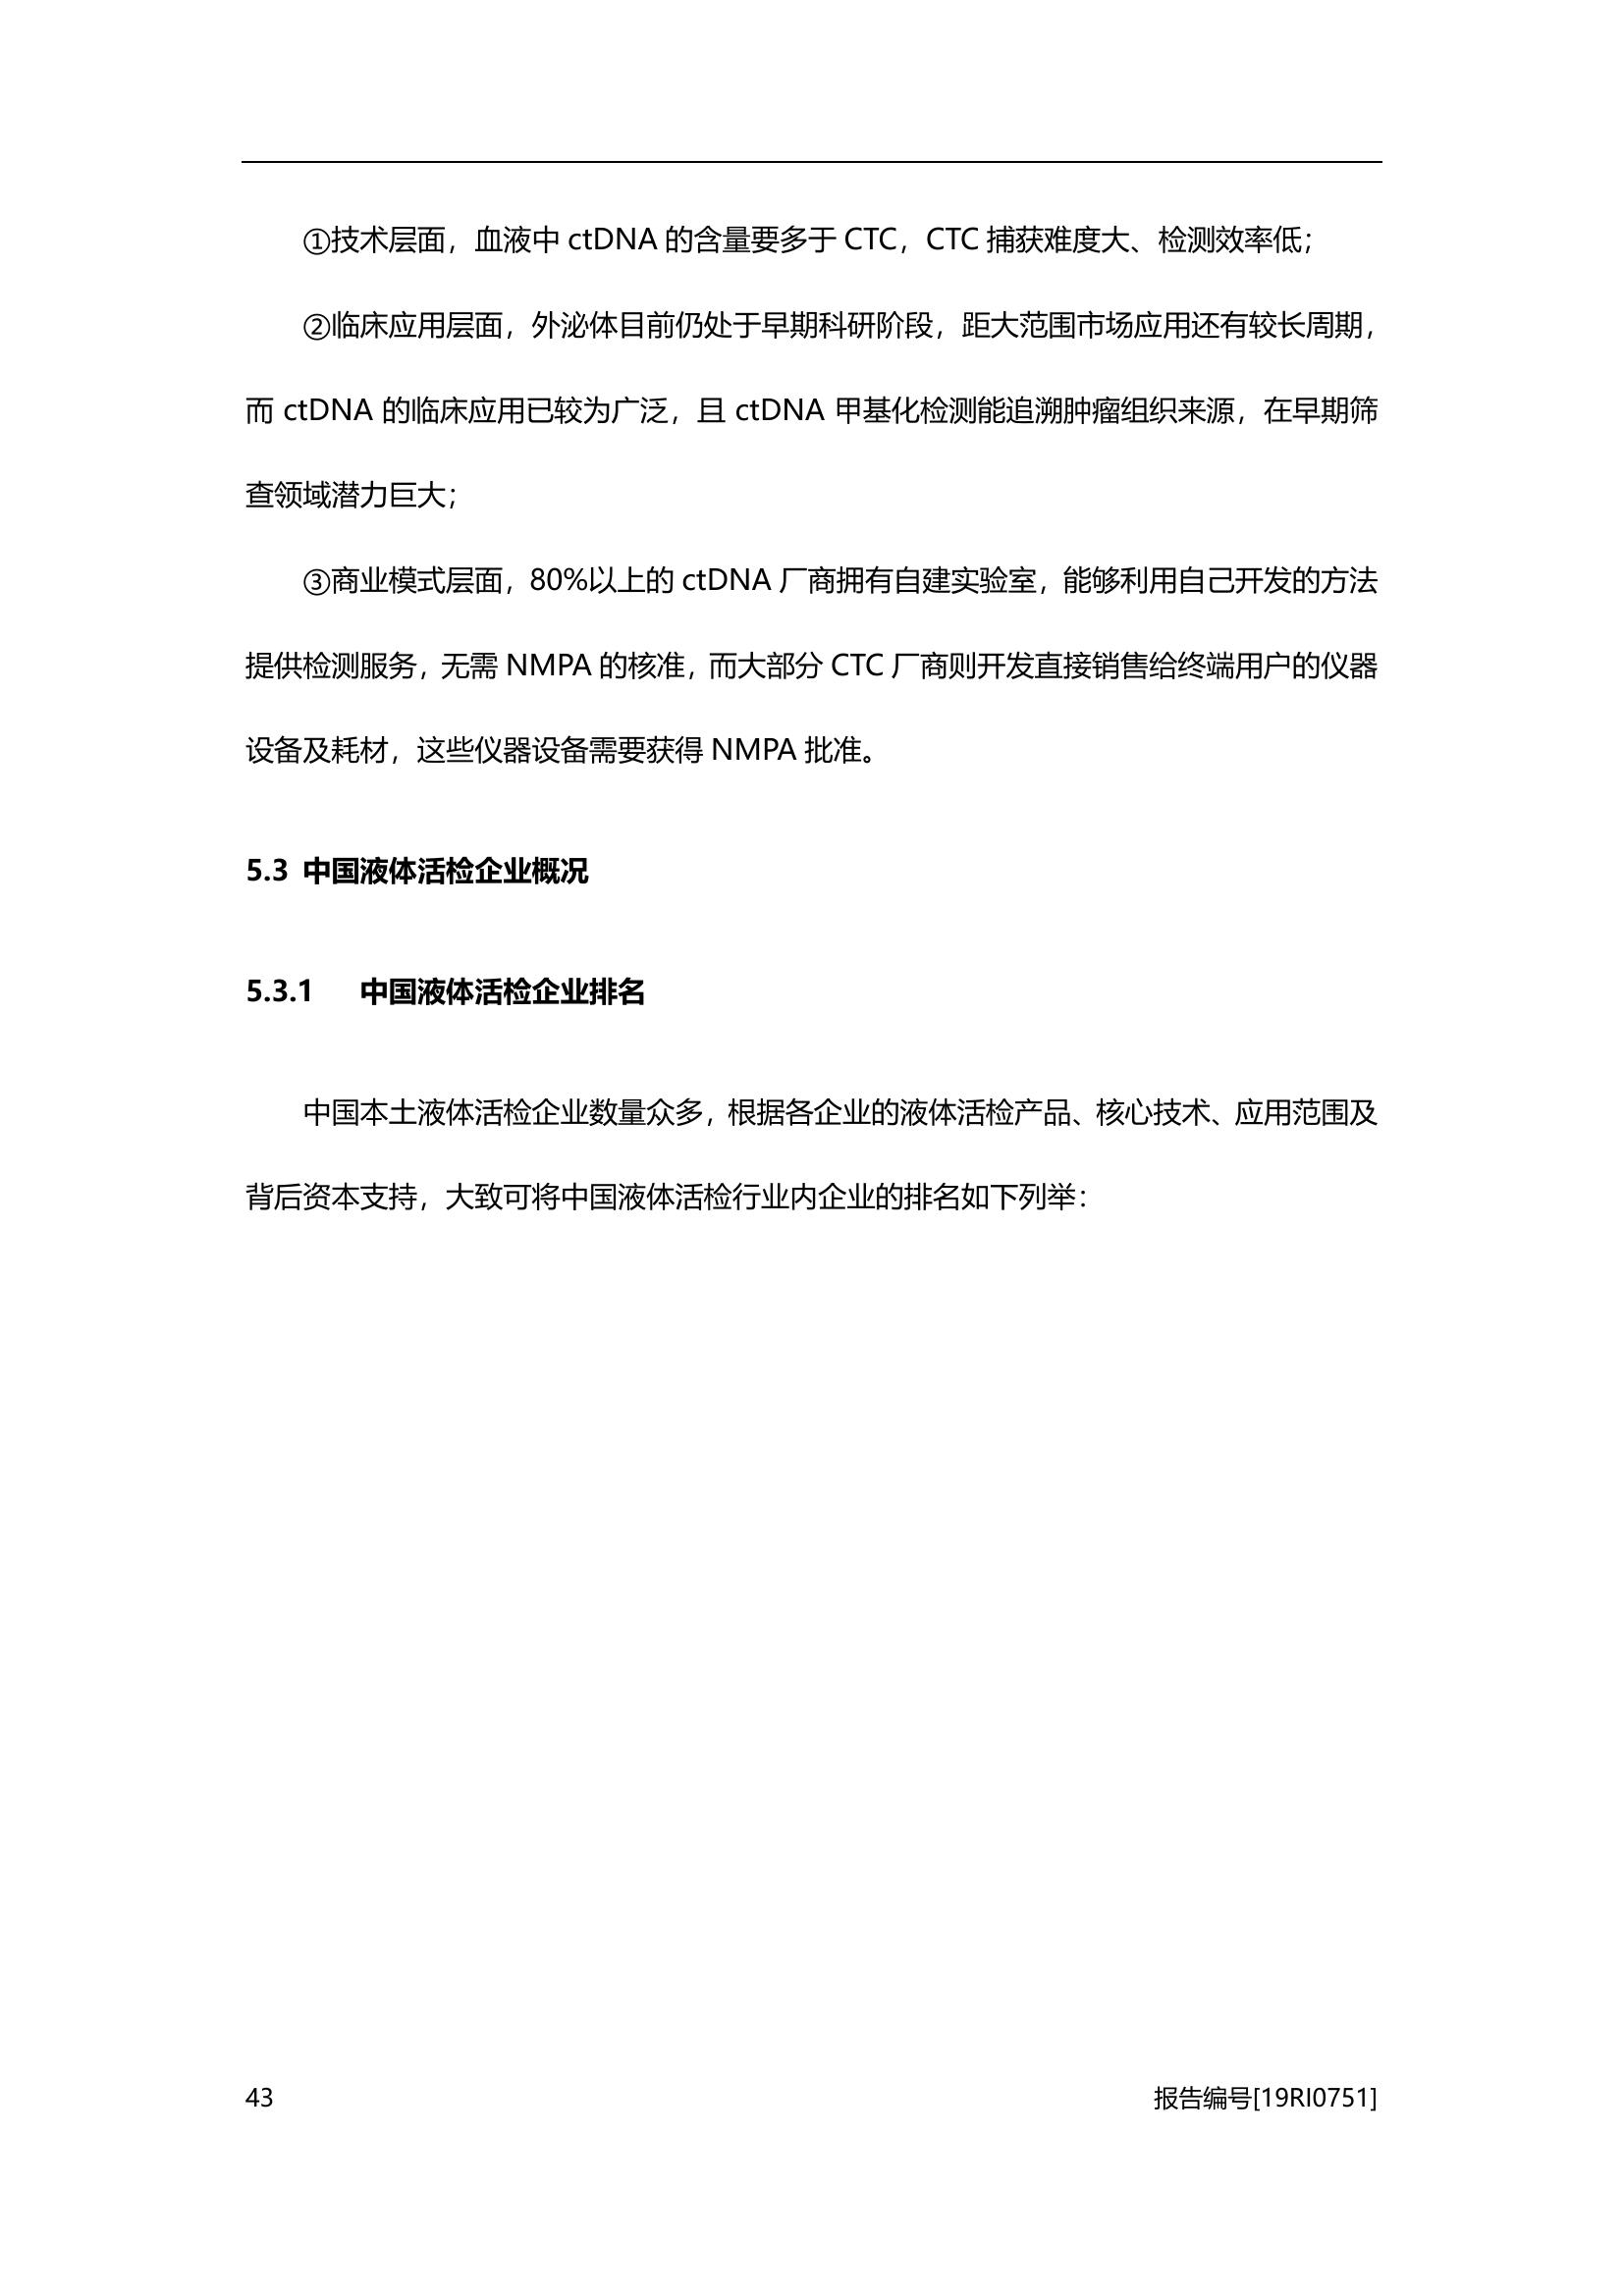 ①技术层面，血液中 ctDNA 的含量要多于 CTC，CTC 捕获难度大、检测效率低；
②临床应用层面，外泌体目前仍处于早期科研阶段，距大范围市场应用还有较长周期，
而 ctDNA 的临床应用已较为广泛，且 ctDNA 甲基化检测能追溯肿瘤组织来源，在早期筛
查领域潜力巨大；
③商业模式层面，80%以上的 ctDNA 厂商拥有自建实验室，能够利用自己开发的方法
提供检测服务，无需 NMPA 的核准，而大部分 CTC 厂商则开发直接销售给终端用户的仪器
设备及耗材，这些仪器设备需要获得 NMPA 批准。
5.3 中国液体活检企业概况
5.3.1 中国液体活检企业排名
中国本土液体活检企业数量众多，根据各企业的液体活检产品、核心技术、应用范围及
背后资本支持，大致可将中国液体活检行业内企业的排名如下列举：
43 报告编号[19RI0751]